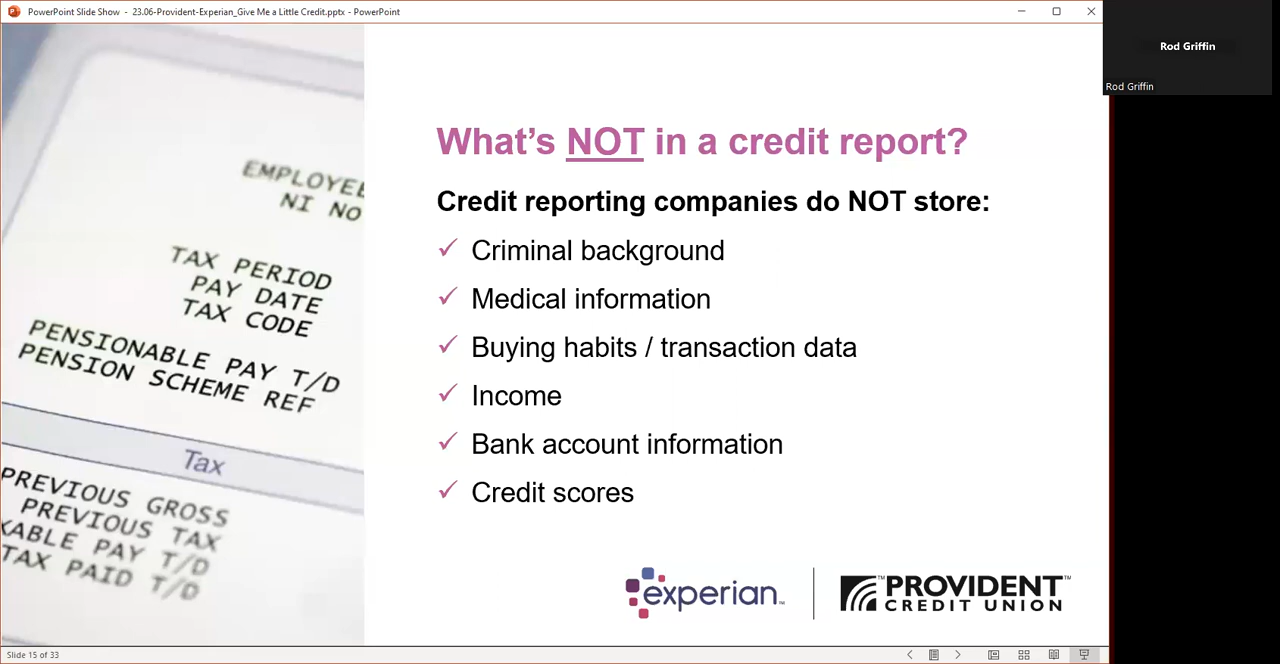 PowerPoint Slide Show - 23.06-Provident-Experian_Give Me a Little Credit.pptx - PowerPoint
Rod Griffin
Rod Griffin
EMPLOYEE
NI NO
TAX PERIOD
PAY DATE
TAX CODE
PENSIONABLE PAY T/D
PENSION SCHEME REF
Tax
PREVIOUS GROSS
PREVIOUS TAX
XABLE PAY T/D
TAX PAID T/D
What's NOT in a credit report?
Credit reporting companies do NOT store:
✓ Criminal background
✓ Medical information
✓ Buying habits / transaction data
✓ Income
✓ Bank account information
✓ Credit scores
experian™
PROVIDENT™
CREDIT UNION
Slide 15 of 33